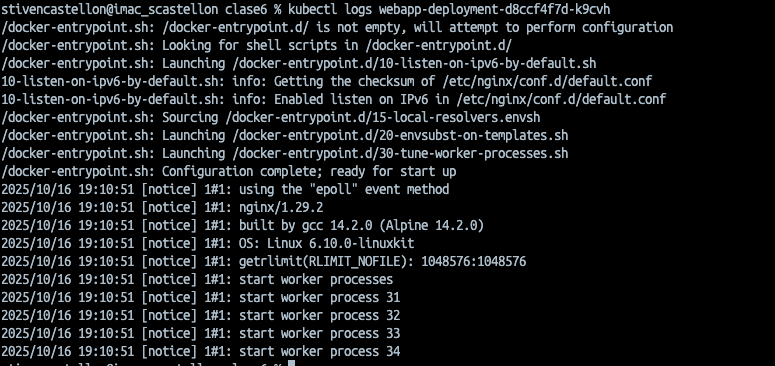 stivencastellon@imac_scastellon clase6 % kubectl logs webapp-deployment-d8ccf4f7d-k9cvh
/docker-entrypoint.sh: /docker-entrypoint.d/ is not empty, will attempt to perform configuration
/docker-entrypoint.sh: Looking for shell scripts in /docker-entrypoint.d/
/docker-entrypoint.sh: Launching /docker-entrypoint.d/10-listen-on-ipv6-by-default.sh
10-listen-on-ipv6-by-default.sh: info: Getting the checksum of /etc/nginx/conf.d/default.conf
10-listen-on-ipv6-by-default.sh: info: Enabled listen on IPv6 in /etc/nginx/conf.d/default.conf
/docker-entrypoint.sh: Sourcing /docker-entrypoint.d/15-local-resolvers.envsh
/docker-entrypoint.sh: Launching /docker-entrypoint.d/20-envsubst-on-templates.sh
/docker-entrypoint.sh: Launching /docker-entrypoint.d/30-tune-worker-processes.sh
/docker-entrypoint.sh: Configuration complete; ready for start up
2025/10/16 19:10:51 [notice] 1#1: using the "epoll" event method
2025/10/16 19:10:51 [notice] 1#1: nginx/1.29.2
2025/10/16 19:10:51 [notice] 1#1: built by gcc 14.2.0 (Alpine 14.2.0)
2025/10/16 19:10:51 [notice] 1#1: OS: Linux 6.10.0-linuxkit
2025/10/16 19:10:51 [notice] 1#1: getrlimit(RLIMIT_NOFILE): 1048576:1048576
2025/10/16 19:10:51 [notice] 1#1: start worker processes
2025/10/16 19:10:51 [notice] 1#1: start worker process 31
2025/10/16 19:10:51 [notice] 1#1: start worker process 32
2025/10/16 19:10:51 [notice] 1#1: start worker process 33
2025/10/16 19:10:51 [notice] 1#1: start worker process 34
stivencastellon@imac_scastellon clase6 %